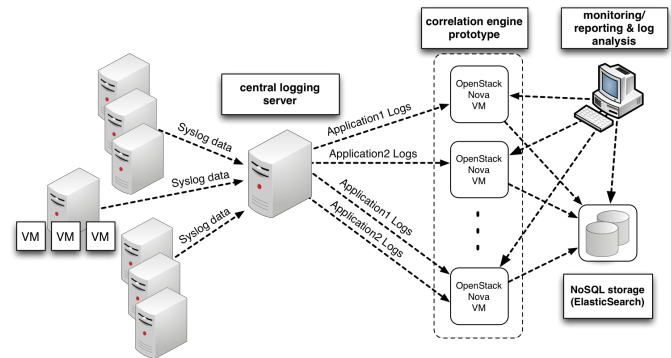 correlation engine
prototype
monitoring/
reporting & log
analysis
central logging
server
Syslog data
Syslog data
Syslog data
VM VM VM
Application1 Logs
Application2 Logs
Application1 Logs
Application2 Logs
OpenStack
Nova
VM
OpenStack
Nova
VM
OpenStack
Nova
VM
NoSQL storage
(ElasticSearch)